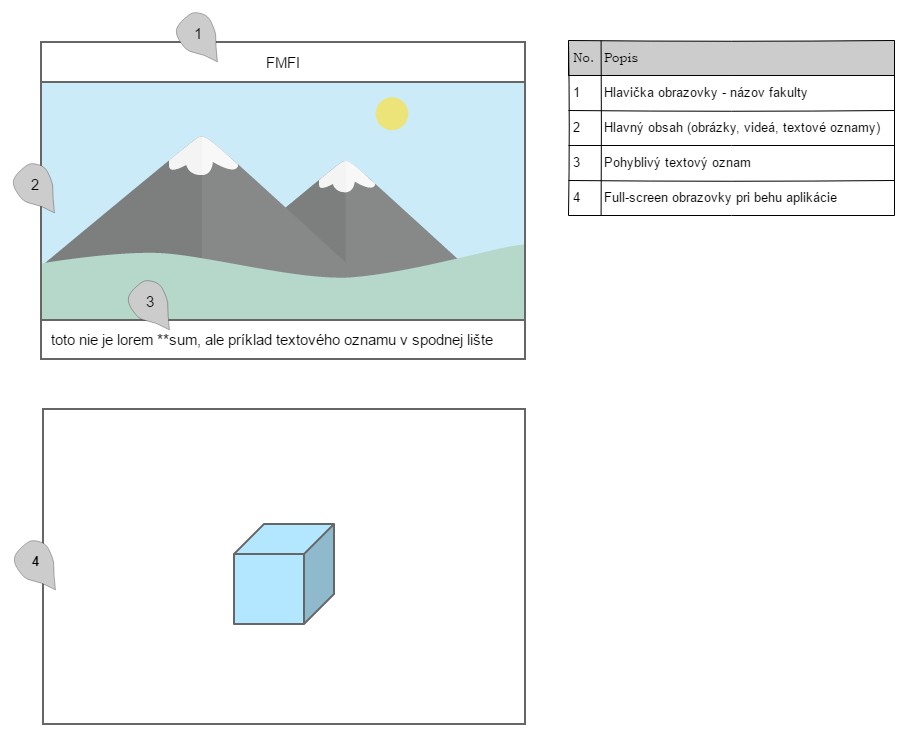 1
FMFI
2
3
toto nie je lorem **sum, ale príklad textového oznamu v spodnej lište
4
No. Popis
1 Hlavička obrazovky - názov fakulty
2 Hlavný obsah (obrázky, videá, textové oznamy)
3 Pohyblivý textový oznam
4 Full-screen obrazovky pri behu aplikácie